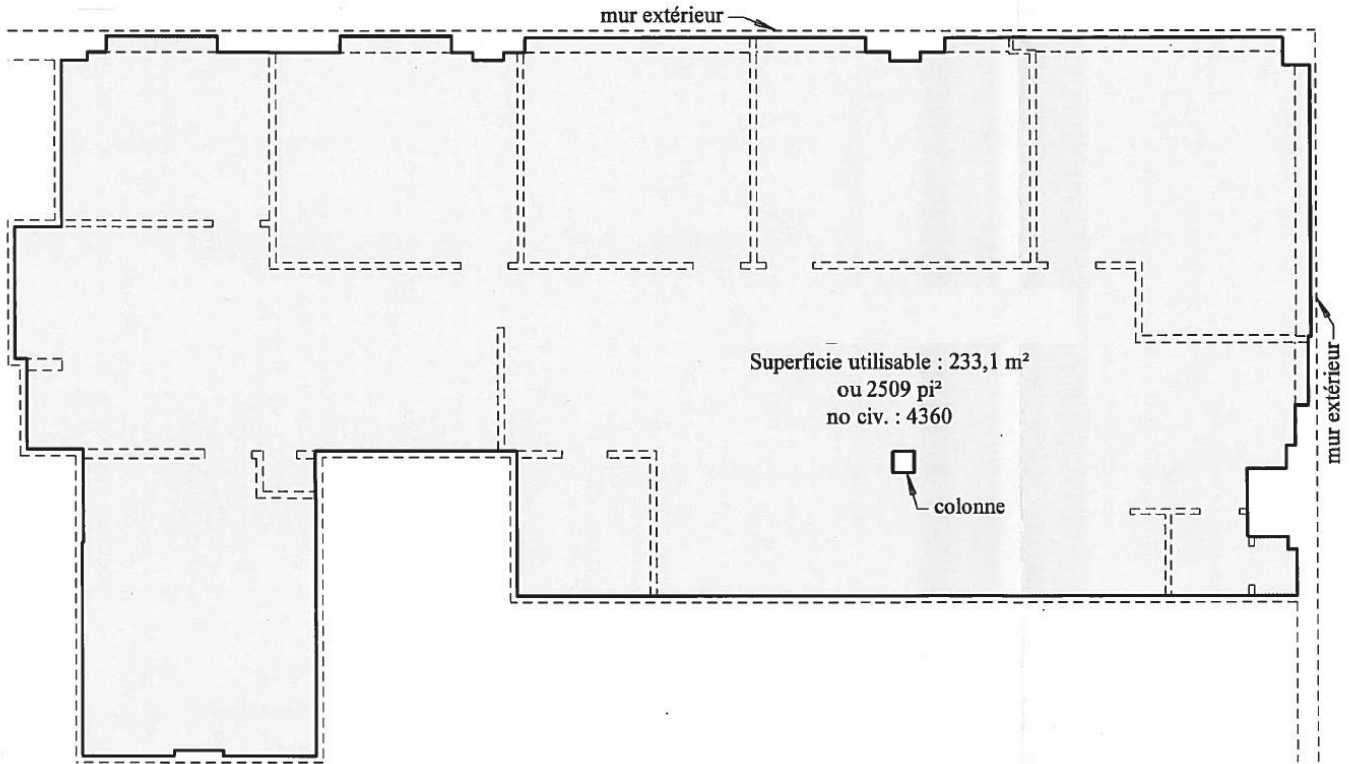 mur extérieur
Superficie utilisable : 233,1 m²
ou 2509 pi²
no civ. : 4360
colonne
mur extérieur